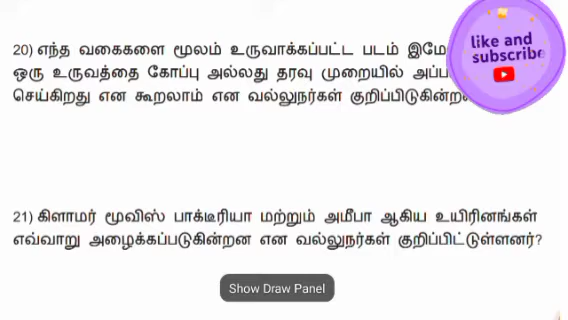 20) எந்த வகைகளை மூலம் உருவாக்கப்பட்ட படம்
ஒரு உருவத்தை கோப்பு அல்லது தரவு முறையில்
செய்கிறது என கூறலாம் என வல்லுநர்கள்
like and
subscribe
21) கிளாமர் மூவிஸ் பாக்டீரியா மற்றும் அமீபா ஆகிய உயிரினங்கள்
எவ்வாறு அழைக்கப்படுகின்றன என வல்லுநர்கள் குறிப்பிட்டுள்ளனர்?
Show Draw Panel